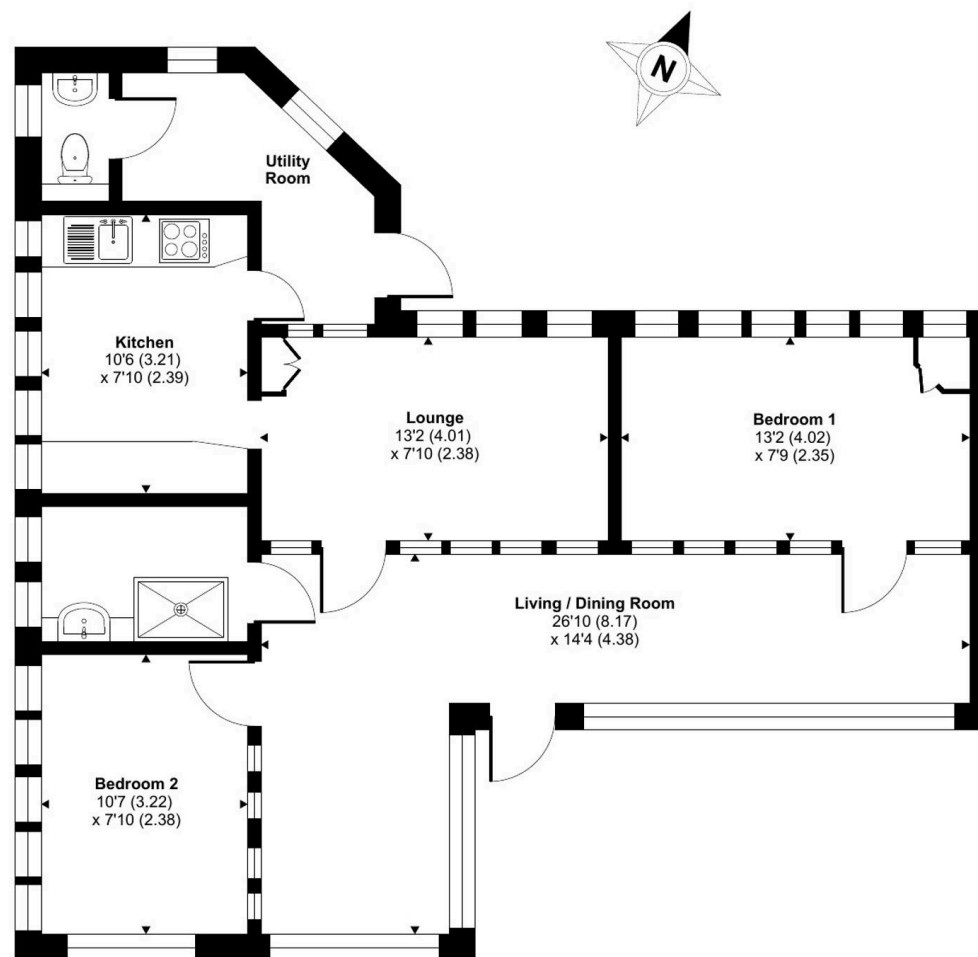 N
Utility
Room
Kitchen
10'6 (3.21)
x 7'10 (2.39)
Lounge
13'2 (4.01)
x 7'10 (2.38)
Bedroom 1
13'2 (4.02)
x 7'9 (2.35)
Living / Dining Room
26'10 (8.17)
x 14'4 (4.38)
Bedroom 2
10'7 (3.22)
x 7'10 (2.38)